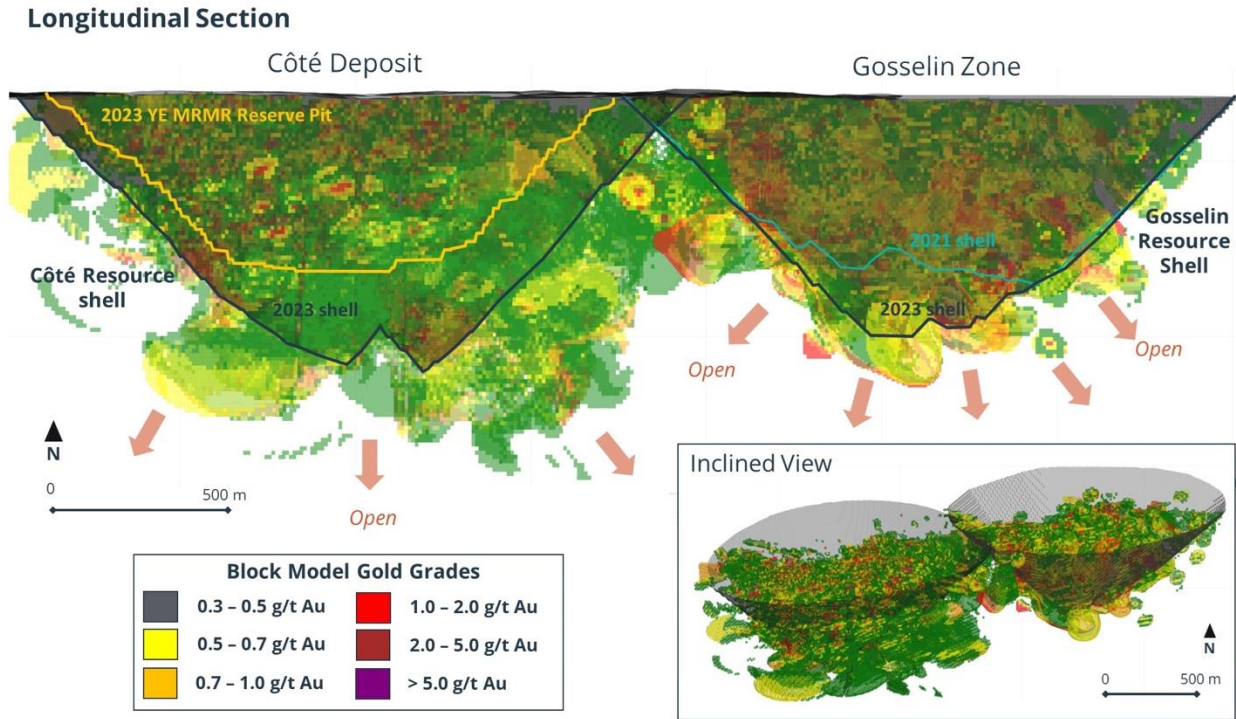 Longitudinal Section
Côté Deposit
Gosselin Zone
2023 YE MRMR Reserve Pit
2021 shell
Gosselin
Resource
Shell
Côté Resource
shell
2023 shell
2023 shell
Open
Open
N
0 500 m
Open
Block Model Gold Grades
0.3 – 0.5 g/t Au
1.0 – 2.0 g/t Au
0.5 – 0.7 g/t Au
2.0 – 5.0 g/t Au
0.7 – 1.0 g/t Au
> 5.0 g/t Au
Inclined View
N
0 500 m